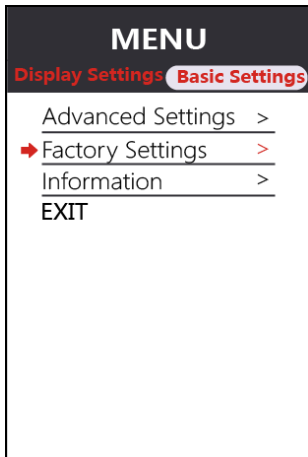 MENU
Display Settings Basic Settings
Advanced Settings >
Factory Settings >
Information >
EXIT